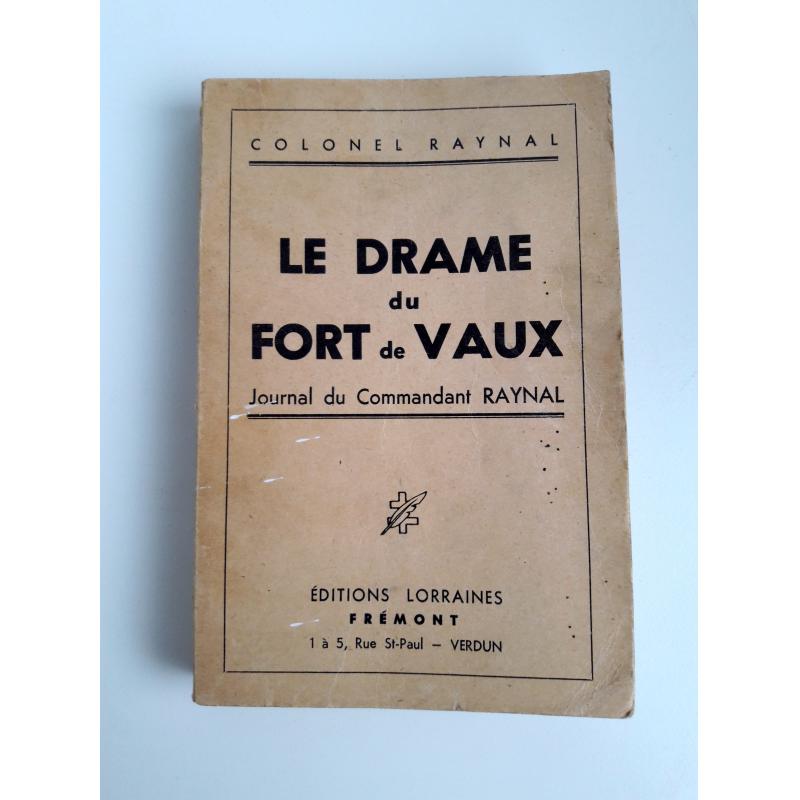 COLONEL RAYNAL
LE DRAME
du
FORT de VAUX
Journal du Commandant RAYNAL
ÉDITIONS LORRAINES
FRÉMONT
1 à 5, Rue St-Paul – VERDUN